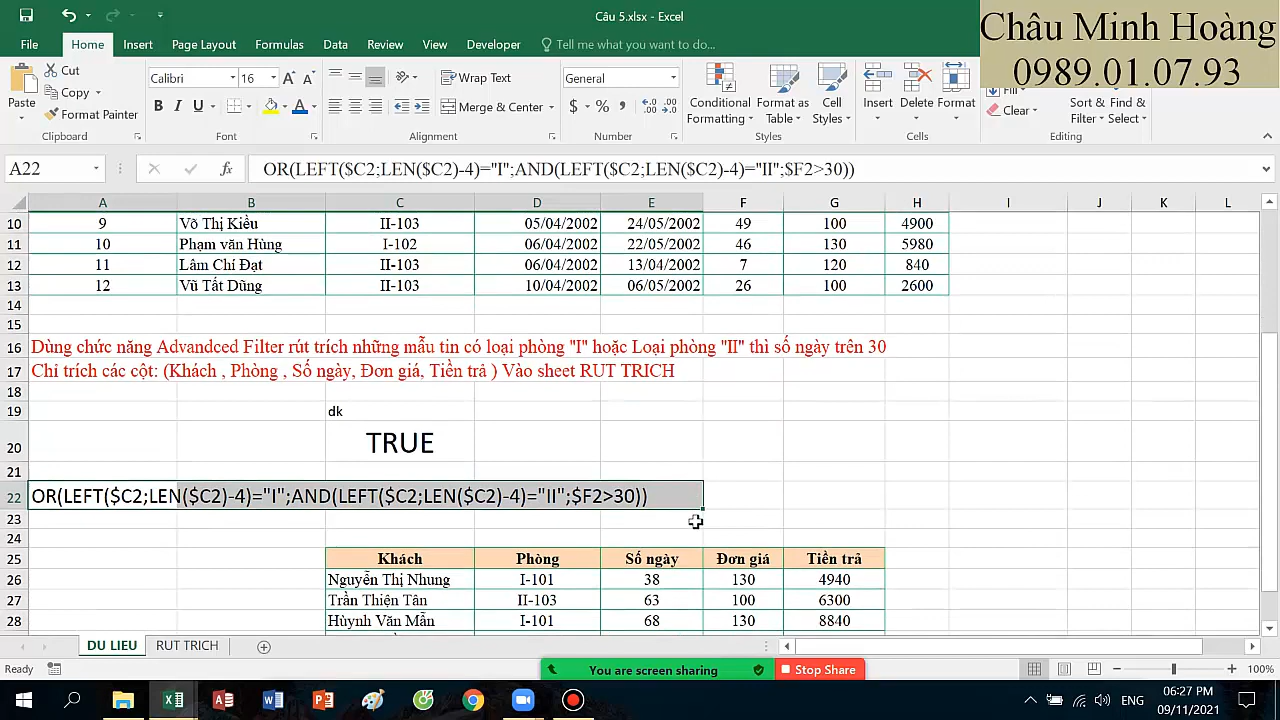 Câu 5.xlsx - Excel
Châu Minh Hoàng
0989.01.07.93
File Home Insert Page Layout Formulas Data Review View Developer Tell me what you want to do...
Paste Cut Copy Format Painter Clipboard
Calibri 16 B I U Font
Wrap Text Merge & Center Alignment
General $ % Number
Conditional Formatting Format as Table Cell Styles Styles
Insert Delete Format Cells
Fill Clear Sort & Filter Find & Select Editing
A22 fx OR(LEFT($C2;LEN($C2)-4)="I";AND(LEFT($C2;LEN($C2)-4)="II";$F2>30))
A B C D E F G H I J K L
10 9 Võ Thị Kiều II-103 05/04/2002 24/05/2002 49 100 4900
11 10 Phạm văn Hùng I-102 06/04/2002 22/05/2002 46 130 5980
12 11 Lâm Chí Đạt II-103 06/04/2002 13/04/2002 7 120 840
13 12 Vũ Tất Dũng II-103 10/04/2002 06/05/2002 26 100 2600
14
15
16 Dùng chức năng Advandced Filter rút trích những mẫu tin có loại phòng "I" hoặc Loại phòng "II" thì số ngày trên 30
17 Chỉ trích các cột: (Khách , Phòng , Số ngày, Đơn giá, Tiền trả ) Vào sheet RUT TRICH
18
19 dk
20 TRUE
21
22 OR(LEFT($C2;LEN($C2)-4)="I";AND(LEFT($C2;LEN($C2)-4)="II";$F2>30))
23
24
25 Khách Phòng Số ngày Đơn giá Tiền trả
26 Nguyễn Thị Nhung I-101 38 130 4940
27 Trần Thiện Tân II-103 63 100 6300
28 Hùynh Văn Mẫn I-101 68 130 8840
DU LIEU RUT TRICH
Ready You are screen sharing Stop Share 100%
ENG 06:27 PM
09/11/2021